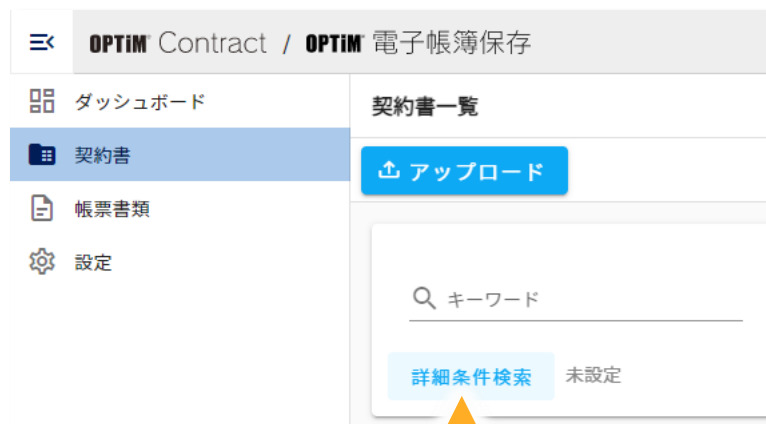 OPTiM Contract / OPTiM 電子帳簿保存
ダッシュボード
契約書
帳票書類
設定
契約書一覧
アップロード
キーワード
詳細条件検索 未設定